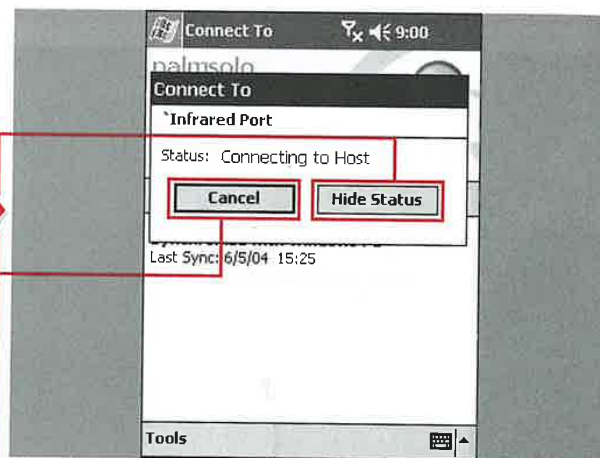 Connect To 9:00
palmsolo
Connect To
`Infrared Port
Status: Connecting to Host
Cancel Hide Status
Last Sync: 6/5/04 15:25
Tools